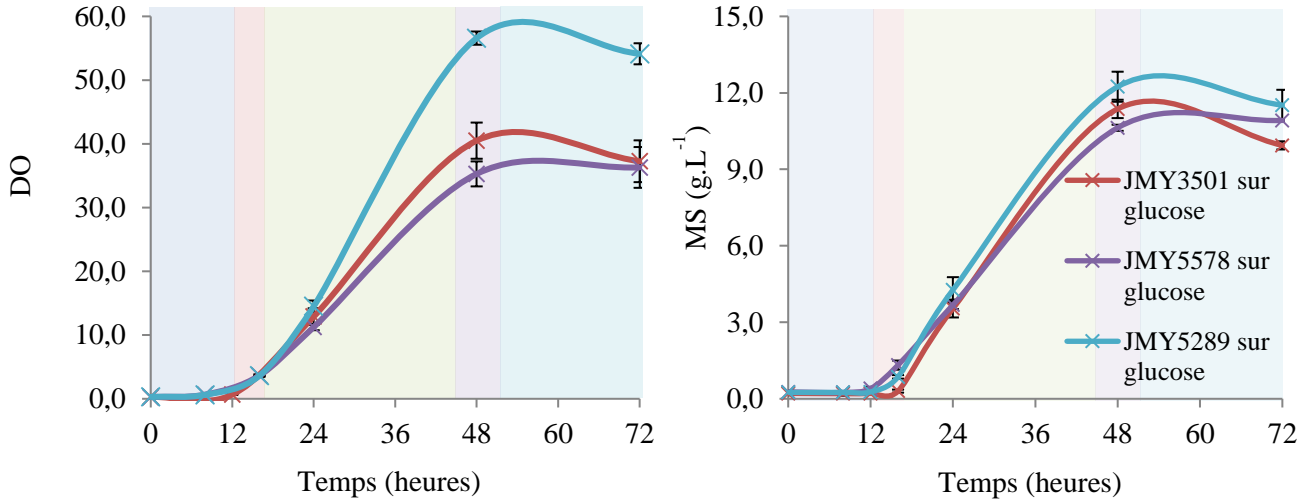 DO
60,0
50,0
40,0
30,0
20,0
10,0
0,0
0 12 24 36 48 60 72
Temps (heures)
MS (g.L-1)
15,0
12,0
9,0
6,0
3,0
0,0
JMY3501 sur
glucose
JMY5578 sur
glucose
JMY5289 sur
glucose
0 12 24 36 48 60 72
Temps (heures)